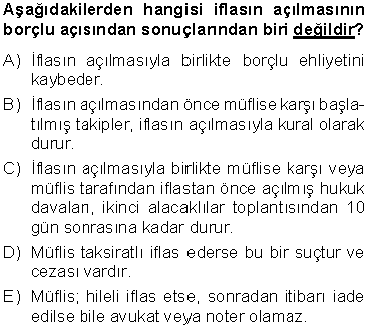 Aşağıdakilerden hangisi iflasın açılmasının
borçlu açısından sonuçlarından biri değildir?
A) İflasın açılmasıyla birlikte borçlu ehliyetini
kaybeder.
B) İflasın açılmasından önce müflise karşı başla-
tılmış takipler, iflasın açılmasıyla kural olarak
durur.
C) İflasın açılmasıyla birlikte müflise karşı veya
müflis tarafından iflastan önce açılmış hukuk
davaları, ikinci alacaklılar toplantısından 10
gün sonrasına kadar durur.
D) Müflis taksiratlı iflas ederse bu bir suçtur ve
cezası vardır.
E) Müflis; hileli iflas etse, sonradan itibarı iade
edilse bile avukat veya noter olamaz.